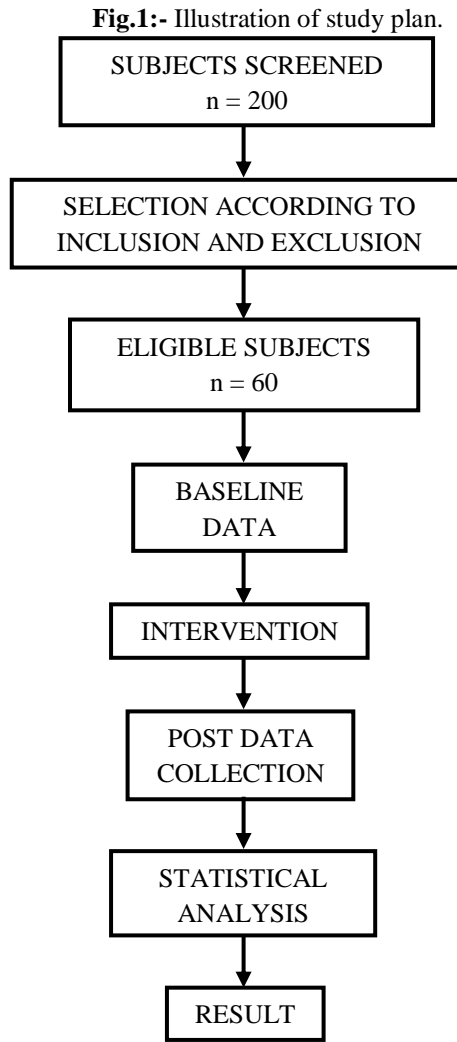 Fig.1:- Illustration of study plan.
SUBJECTS SCREENED
n = 200
SELECTION ACCORDING TO
INCLUSION AND EXCLUSION
ELIGIBLE SUBJECTS
n = 60
BASELINE
DATA
INTERVENTION
POST DATA
COLLECTION
STATISTICAL
ANALYSIS
RESULT